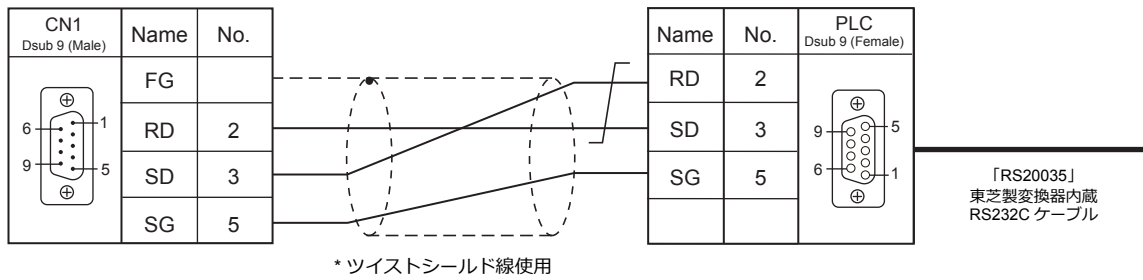 CN1
Dsub 9 (Male)
Name No.
FG
RD 2
SD 3
SG 5
6 1
9 5
* ツイストシールド線使用
Name No.
PLC
Dsub 9 (Female)
RD 2
SD 3
SG 5
9 5
6 1
「RS20035」
東芝製変換器内蔵
RS232C ケーブル